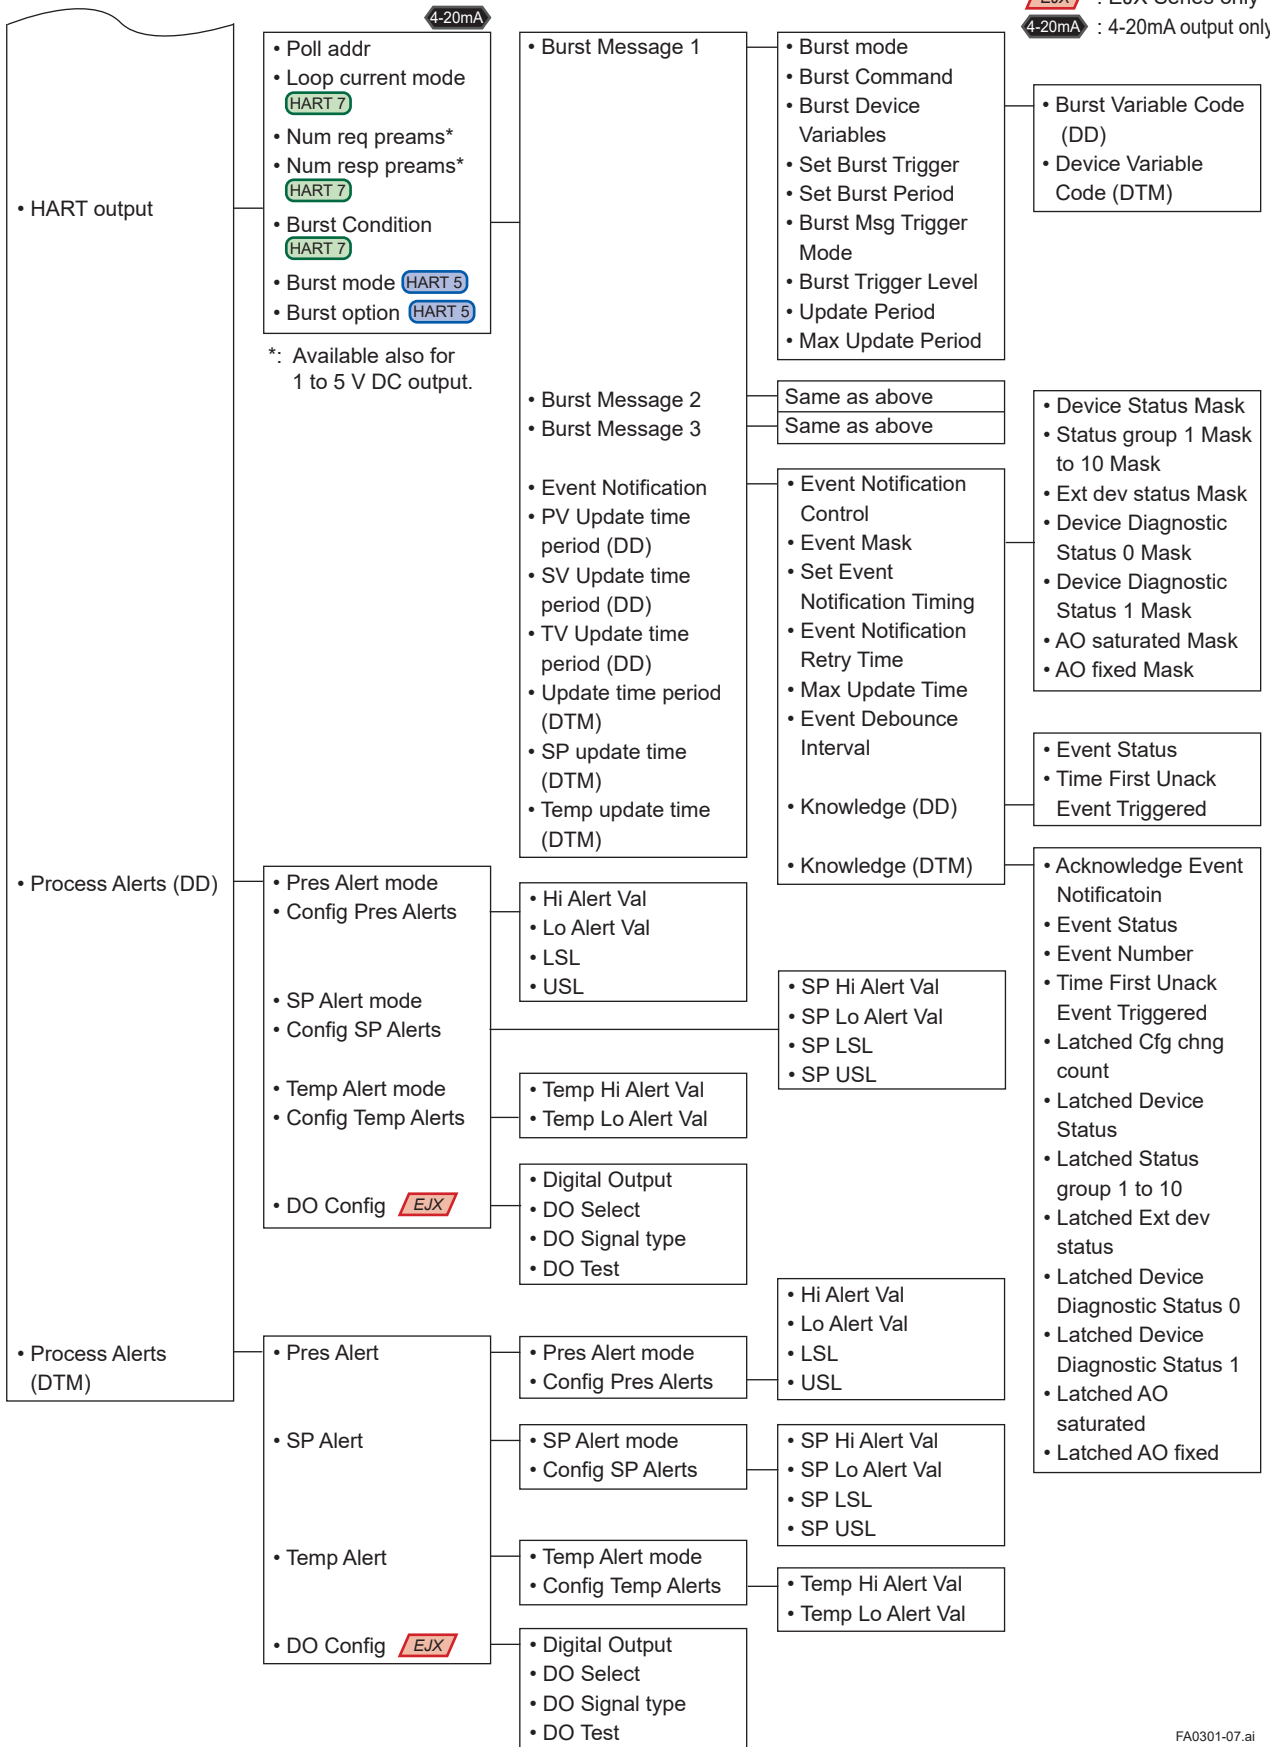 EJX : EJX Series only
4-20mA : 4-20mA output only
4-20mA
• HART output
• Poll addr
• Loop current mode
HART 7
• Num req preams*
• Num resp preams*
HART 7
• Burst Condition
HART 7
• Burst mode HART 5
• Burst option HART 5
*: Available also for
1 to 5 V DC output.
• Burst Message 1
• Burst Message 2
• Burst Message 3
• Event Notification
• PV Update time
period (DD)
• SV Update time
period (DD)
• TV Update time
period (DD)
• Update time period
(DTM)
• SP update time
(DTM)
• Temp update time
(DTM)
• Burst mode
• Burst Command
• Burst Device
Variables
• Set Burst Trigger
• Set Burst Period
• Burst Msg Trigger
Mode
• Burst Trigger Level
• Update Period
• Max Update Period
• Burst Variable Code
(DD)
• Device Variable
Code (DTM)
Same as above
Same as above
• Event Notification
Control
• Event Mask
• Set Event
Notification Timing
• Event Notification
Retry Time
• Max Update Time
• Event Debounce
Interval
• Knowledge (DD)
• Knowledge (DTM)
• Device Status Mask
• Status group 1 Mask
to 10 Mask
• Ext dev status Mask
• Device Diagnostic
Status 0 Mask
• Device Diagnostic
Status 1 Mask
• AO saturated Mask
• AO fixed Mask
• Event Status
• Time First Unack
Event Triggered
• Acknowledge Event
Notificatoin
• Event Status
• Event Number
• Time First Unack
Event Triggered
• Latched Cfg chng
count
• Latched Device
Status
• Latched Status
group 1 to 10
• Latched Ext dev
status
• Latched Device
Diagnostic Status 0
• Latched Device
Diagnostic Status 1
• Latched AO
saturated
• Latched AO fixed
• Process Alerts (DD)
• Pres Alert mode
• Config Pres Alerts
• SP Alert mode
• Config SP Alerts
• Temp Alert mode
• Config Temp Alerts
• DO Config EJX
• Hi Alert Val
• Lo Alert Val
• LSL
• USL
• SP Hi Alert Val
• SP Lo Alert Val
• SP LSL
• SP USL
• Temp Hi Alert Val
• Temp Lo Alert Val
• Digital Output
• DO Select
• DO Signal type
• DO Test
• Process Alerts
(DTM)
• Pres Alert
• SP Alert
• Temp Alert
• DO Config EJX
• Pres Alert mode
• Config Pres Alerts
• Hi Alert Val
• Lo Alert Val
• LSL
• USL
• SP Alert mode
• Config SP Alerts
• SP Hi Alert Val
• SP Lo Alert Val
• SP LSL
• SP USL
• Temp Alert mode
• Config Temp Alerts
• Temp Hi Alert Val
• Temp Lo Alert Val
• Digital Output
• DO Select
• DO Signal type
• DO Test
FA0301-07.ai